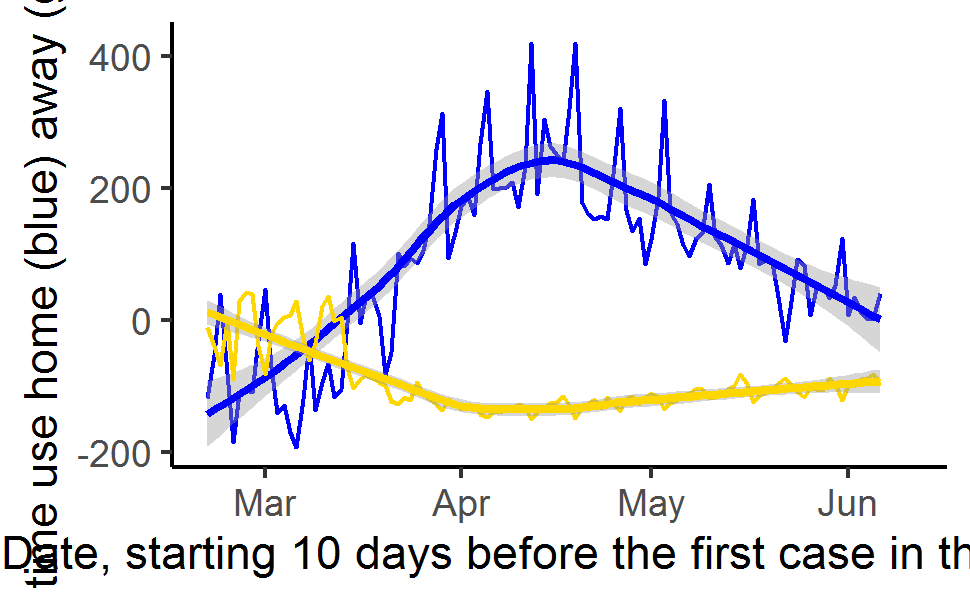 time use home (blue) away (
400
200
0
-200
Mar Apr May Jun
Date, starting 10 days before the first case in th